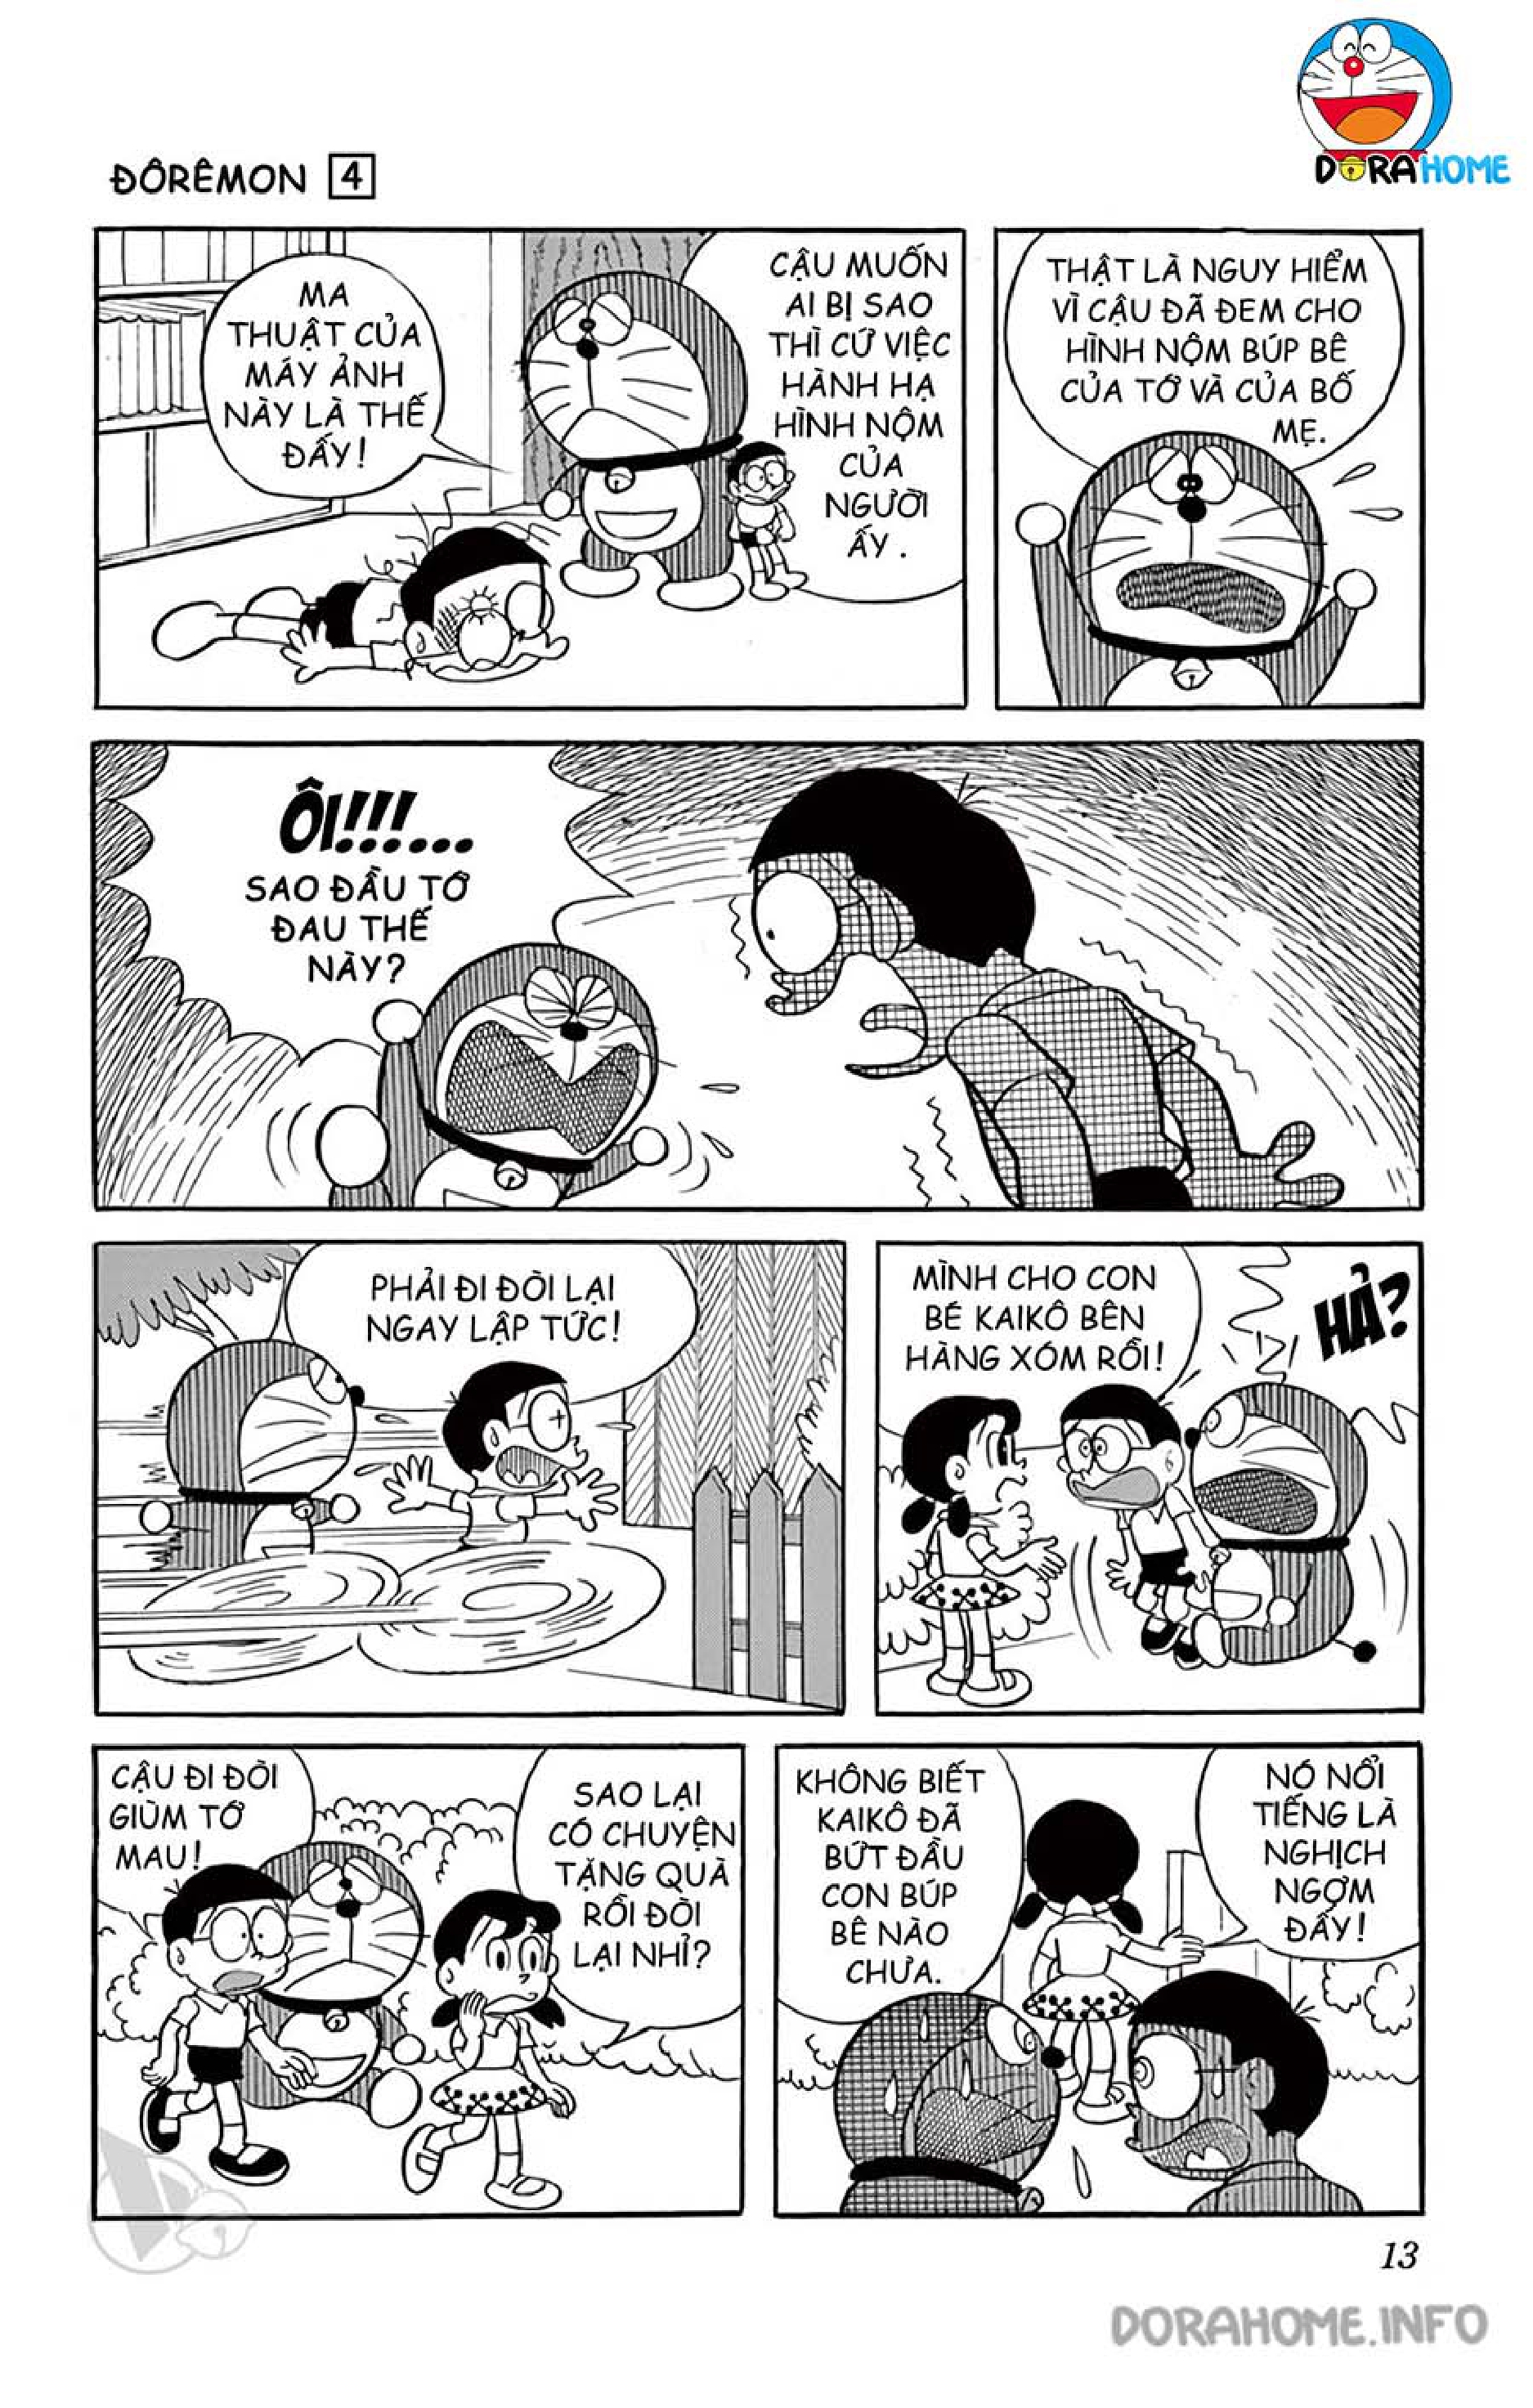 DORAHOME
ĐÔRÊMON 4
MA
THUẬT CỦA
MÁY ẢNH
NÀY LÀ THẾ
ĐẤY!
CẬU MUỐN
AI BỊ SAO
THÌ CỨ VIỆC
HÀNH HẠ
HÌNH NỘM
CỦA
NGƯỜI
ẤY.
THẬT LÀ NGUY HIỂM
VÌ CẬU ĐÃ ĐEM CHO
HÌNH NỘM BÚP BÊ
CỦA TỚ VÀ CỦA BỐ
MẸ.
ÔI!!!...
SAO ĐẦU TỚ
ĐAU THẾ
NÀY?
PHẢI ĐI ĐÒI LẠI
NGAY LẬP TỨC!
MÌNH CHO CON
BÉ KAIKÔ BÊN
HÀNG XÓM RỒI!
HẢ?
CẬU ĐI ĐÒI
GIÙM TỚ
MAU!
SAO LẠI
CÓ CHUYỆN
TẶNG QUÀ
RỒI ĐÒI
LẠI NHỈ?
KHÔNG BIẾT
KAIKÔ ĐÃ
BỨT ĐẦU
CON BÚP
BÊ NÀO
CHƯA.
NÓ NỔI
TIẾNG LÀ
NGHỊCH
NGỢM
ĐẤY!
13
DORAHOME.INFO